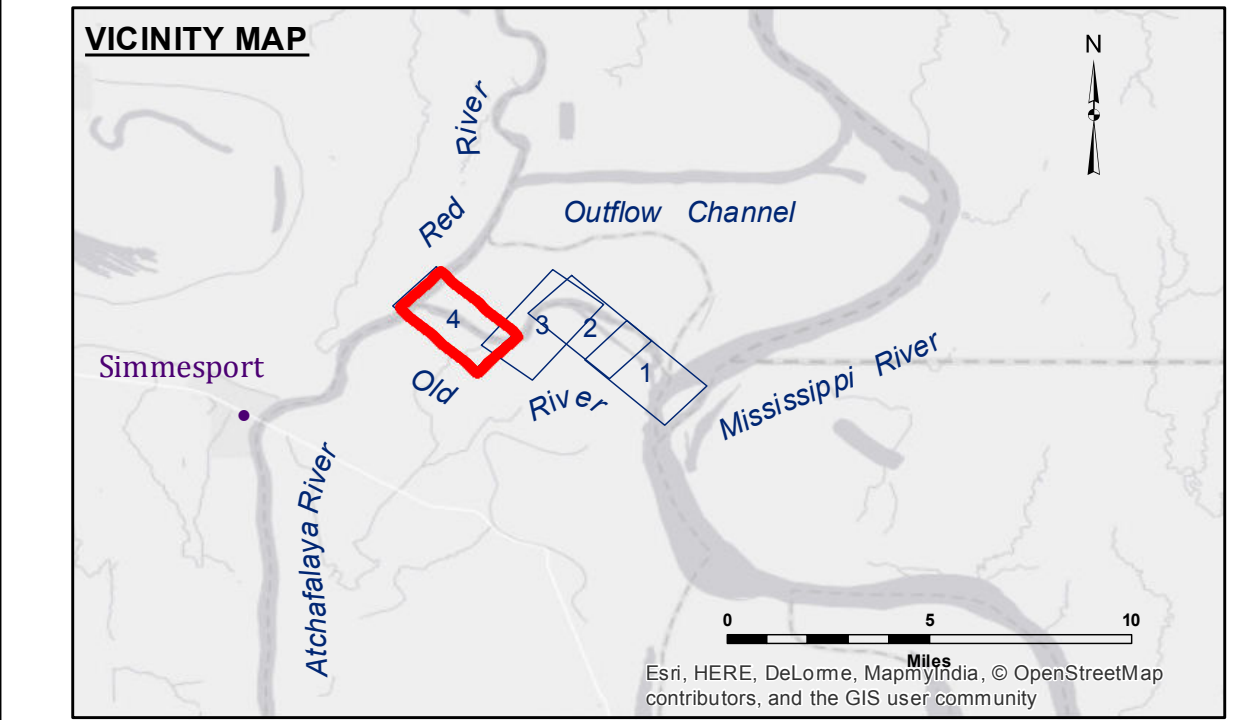 VICINITY MAP
N
Red River
Outflow Channel
4
3
2
1
Simmesport
Old River
Mississippi River
Atchafalaya River
0 5 10
Miles
Esri, HERE, DeLorme, MapmyIndia, © OpenStreetMap
contributors, and the GIS user community